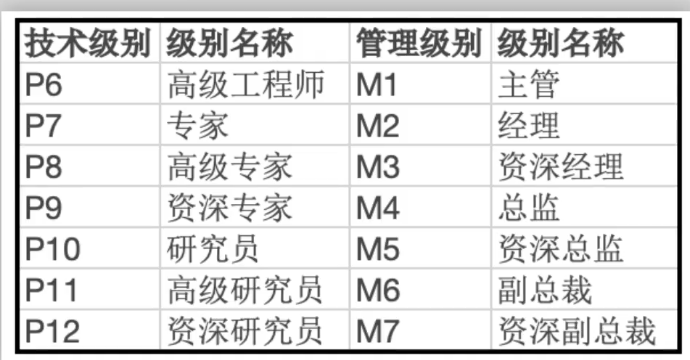 技术级别 级别名称 管理级别 级别名称
P6 高级工程师 M1 主管
P7 专家 M2 经理
P8 高级专家 M3 资深经理
P9 资深专家 M4 总监
P10 研究员 M5 资深总监
P11 高级研究员 M6 副总裁
P12 资深研究员 M7 资深副总裁